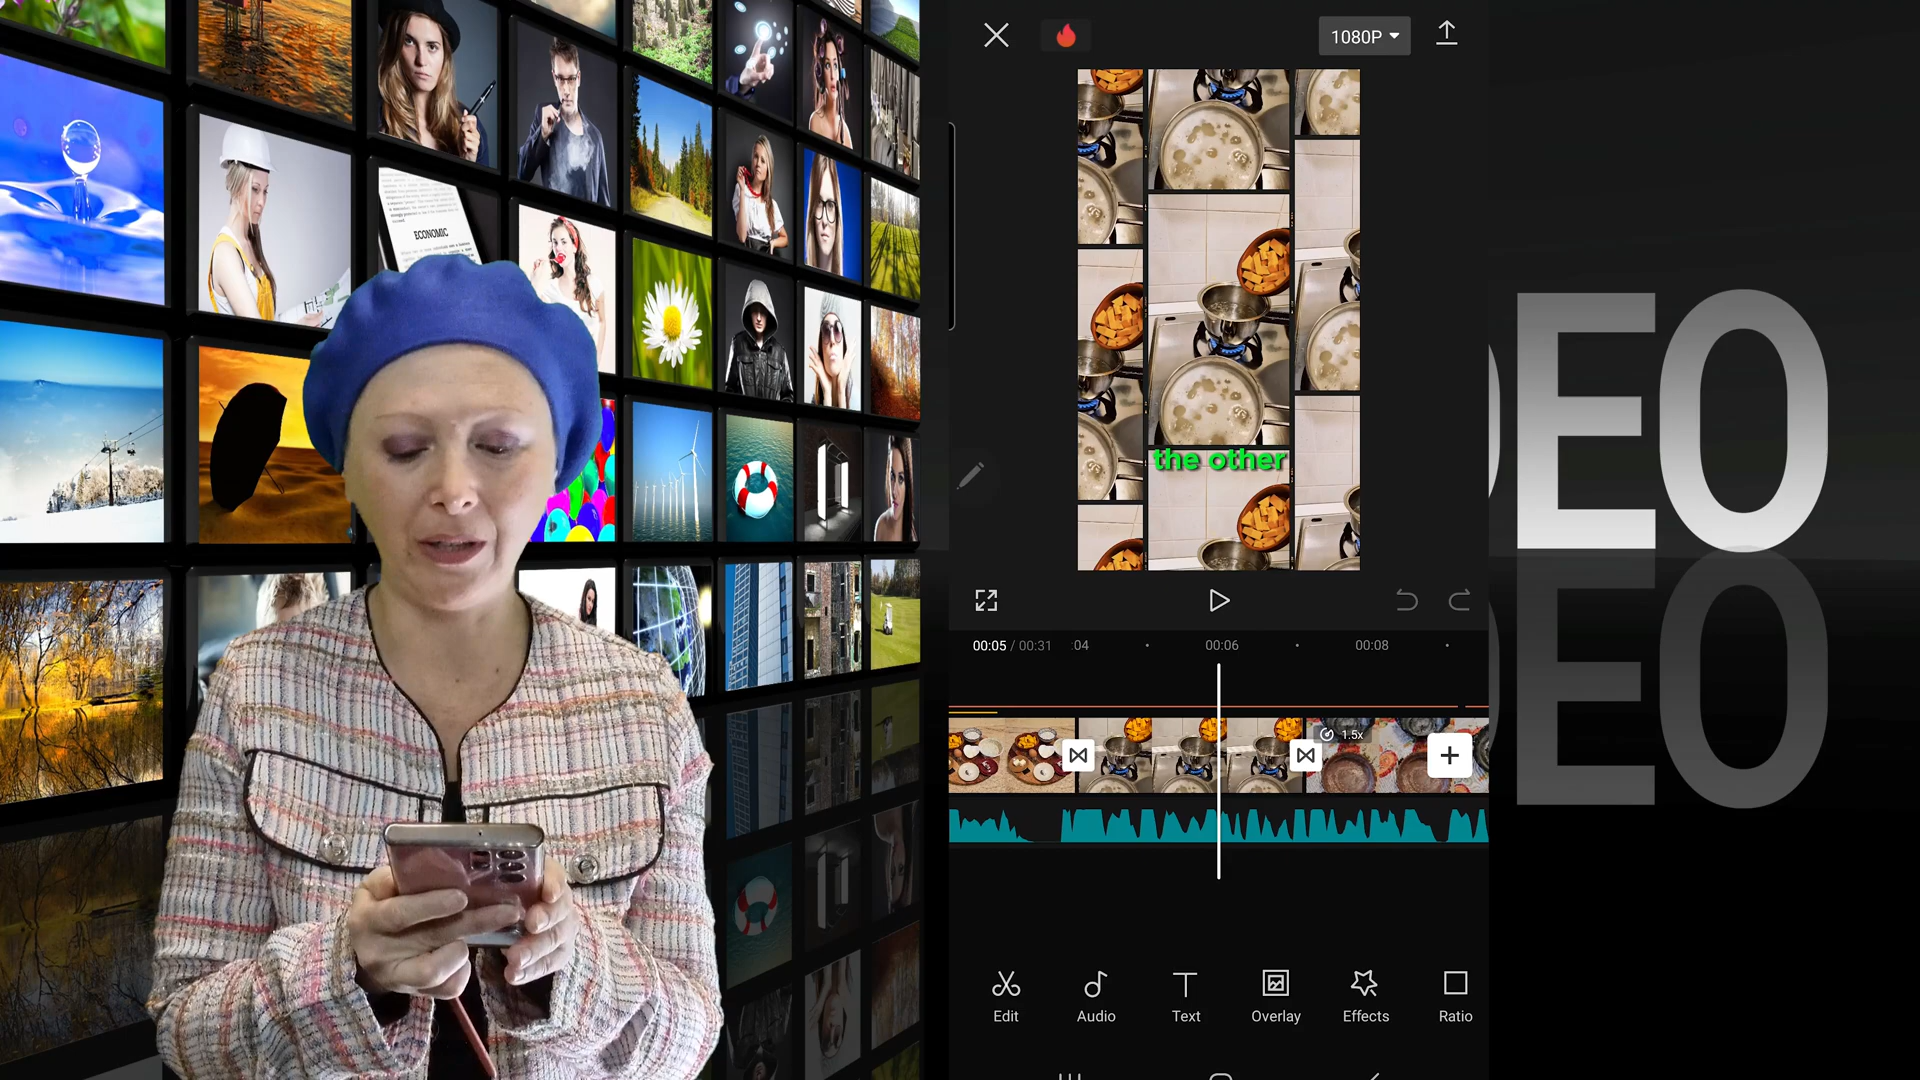 ECONOMIC
1080P
the other
00:05 / 00:31 :04 00:06 00:08
1.5x
Edit Audio Text Overlay Effects Ratio
EO